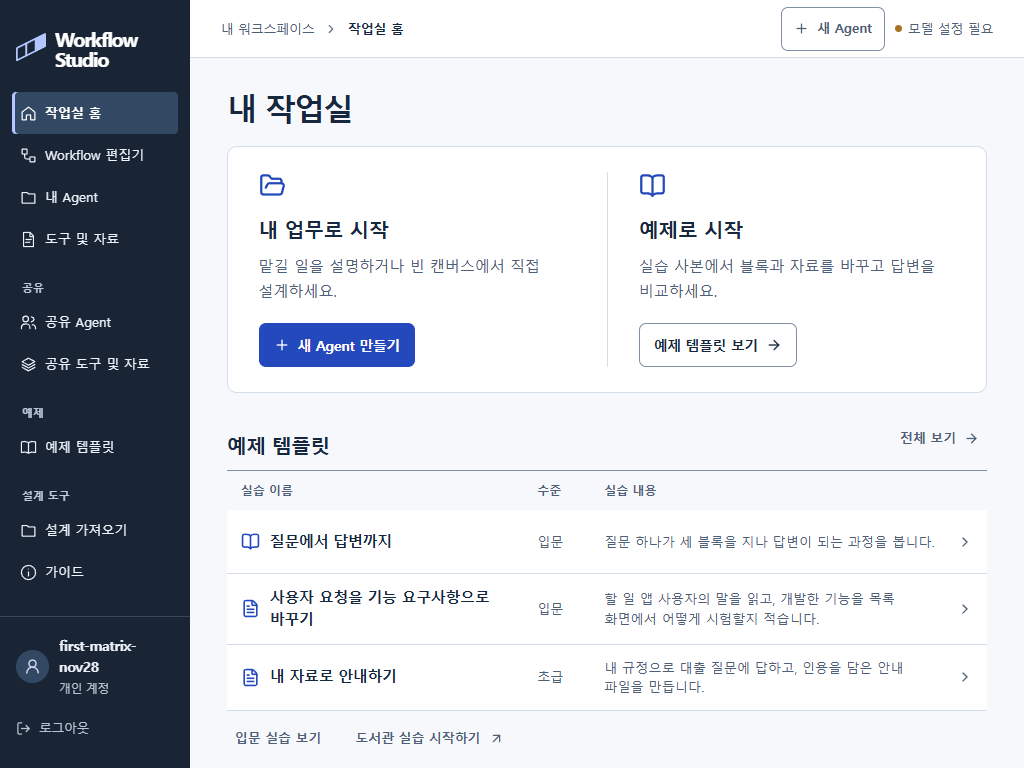 Workflow
Studio
작업실 홈
Workflow 편집기
내 Agent
도구 및 자료
공유
공유 Agent
공유 도구 및 자료
예제
예제 템플릿
설계 도구
설계 가져오기
가이드
first-matrix-
nov28
개인 계정
로그아웃
내 워크스페이스 > 작업실 홈
+ 새 Agent
모델 설정 필요
내 작업실
내 업무로 시작
맡길 일을 설명하거나 빈 캔버스에서 직접
설계하세요.
+ 새 Agent 만들기
예제로 시작
실습 사본에서 블록과 자료를 바꾸고 답변을
비교하세요.
예제 템플릿 보기 →
예제 템플릿
전체 보기 →
실습 이름 수준 실습 내용
질문에서 답변까지 입문 질문 하나가 세 블록을 지나 답변이 되는 과정을 봅니다.
사용자 요청을 기능 요구사항으로
바꾸기
입문
할 일 앱 사용자의 말을 읽고, 개발한 기능을 목록
화면에서 어떻게 시험할지 적습니다.
내 자료로 안내하기
초급
내 규정으로 대출 질문에 답하고, 인용을 담은 안내
파일을 만듭니다.
입문 실습 보기
도서관 실습 시작하기 ↗